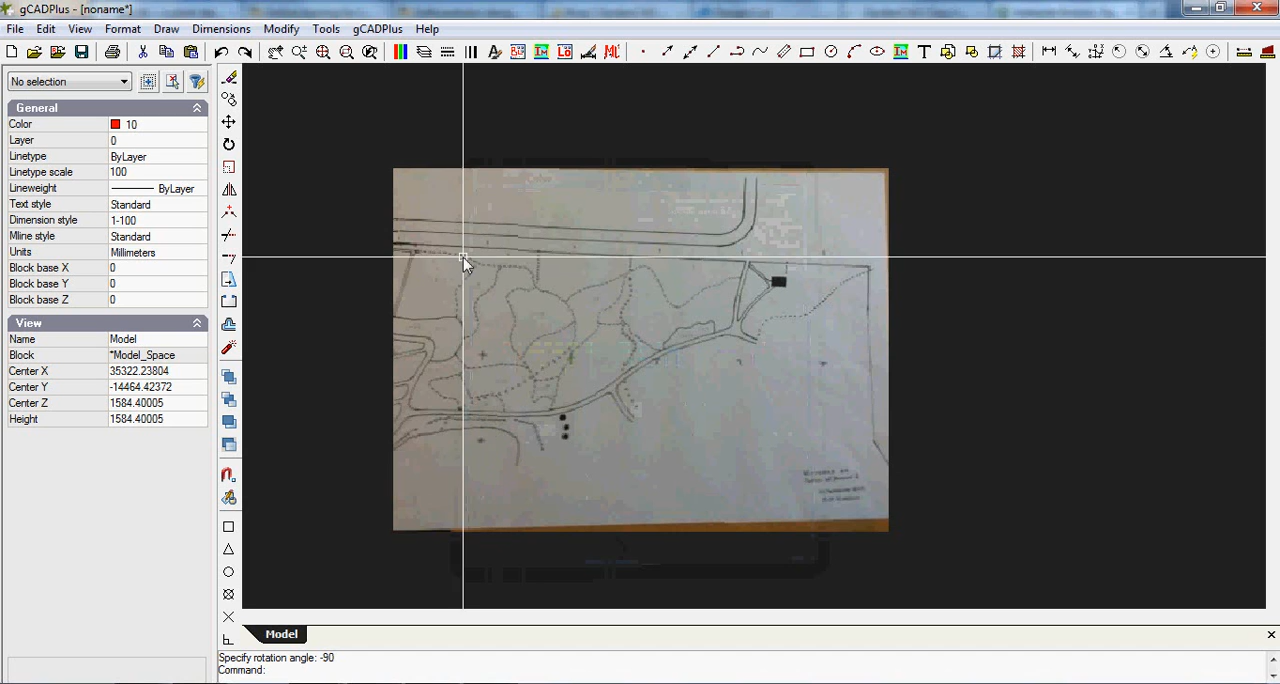 gCADPlus - [noname*]
File Edit View Format Draw Dimensions Modify Tools gCADPlus Help
No selection
General
Color 10
Layer 0
Linetype ByLayer
Linetype scale 100
Lineweight ByLayer
Text style Standard
Dimension style 1-100
Mline style Standard
Units Millimeters
Block base X 0
Block base Y 0
Block base Z 0
View
Name Model
Block *Model_Space
Center X 35322.23804
Center Y -14464.42372
Center Z 1584.40005
Height 1584.40005
Model
Specify rotation angle: -90
Command: